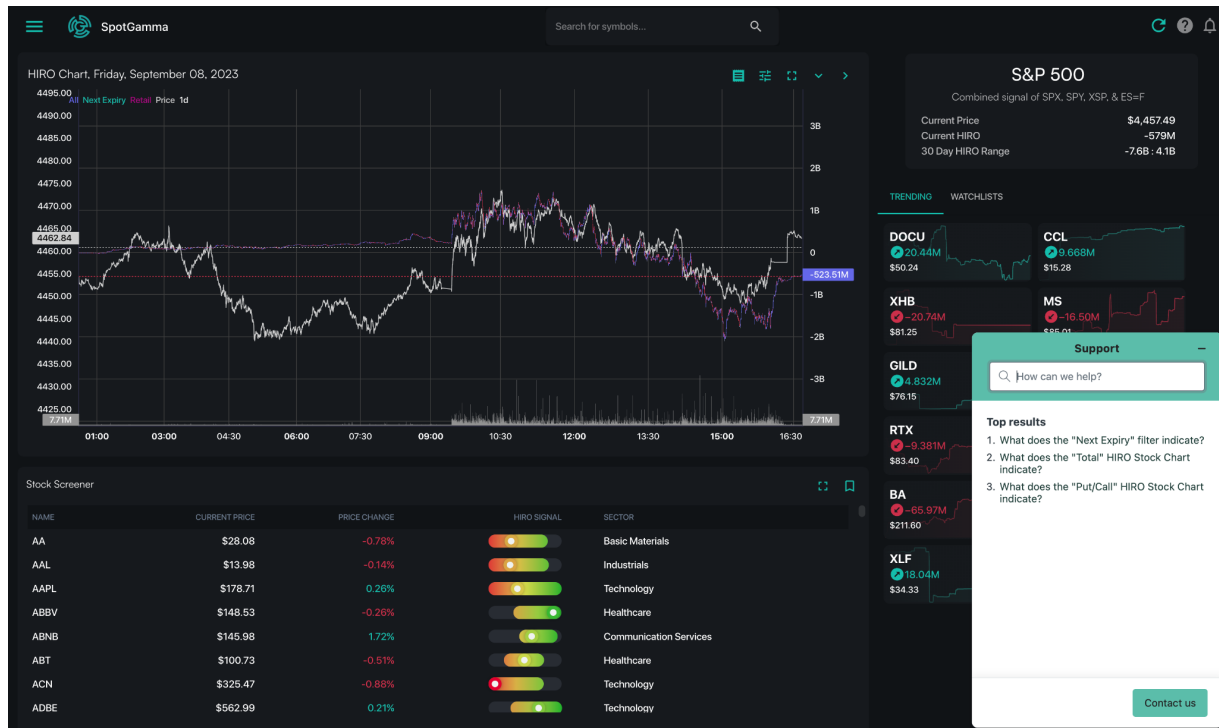 SpotGamma
Search for symbols...
HIRO Chart, Friday, September 08, 2023
All Next Expiry Retail Price 1d
4495.00
4490.00
4485.00
4480.00
4475.00
4470.00
4465.00
4462.84
4460.00
4455.00
4450.00
4445.00
4440.00
4435.00
4430.00
4425.00
7.71M
3B
2B
1B
0
-523.51M
-1B
-2B
-3B
7.71M
01:00 03:00 04:30 06:00 07:30 09:00 10:30 12:00 13:30 15:00 16:30
S&P 500
Combined signal of SPX, SPY, XSP, & ES=F
Current Price $4,457.49
Current HIRO -579M
30 Day HIRO Range -7.6B : 4.1B
TRENDING WATCHLISTS
DOCU
20.44M
$50.24
CCL
9.668M
$15.28
XHB
-20.74M
$81.25
MS
-16.50M
$85.01
GILD
4.832M
$76.15
RTX
-9.381M
$83.40
BA
-65.97M
$211.60
XLF
18.04M
$34.33
Stock Screener
NAME CURRENT PRICE PRICE CHANGE HIRO SIGNAL SECTOR
AA $28.08 -0.78% Basic Materials
AAL $13.98 -0.14% Industrials
AAPL $178.71 0.26% Technology
ABBV $148.53 -0.26% Healthcare
ABNB $145.98 1.72% Communication Services
ABT $100.73 -0.51% Healthcare
ACN $325.47 -0.88% Technology
ADBE $562.99 0.21% Technology
Support
How can we help?
Top results
1. What does the "Next Expiry" filter indicate?
2. What does the "Total" HIRO Stock Chart
indicate?
3. What does the "Put/Call" HIRO Stock Chart
indicate?
Contact us